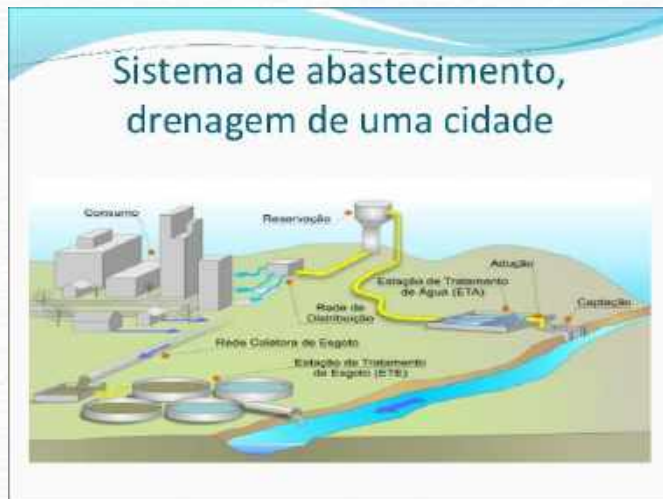 Sistema de abastecimento,
drenagem de uma cidade
Consumo
Reservação
Adução
Estação de Tratamento
de Água (ETA)
Captação
Rede de
Distribuição
Rede Coletora de Esgoto
Estação de Tratamento
de Esgoto (ETE)